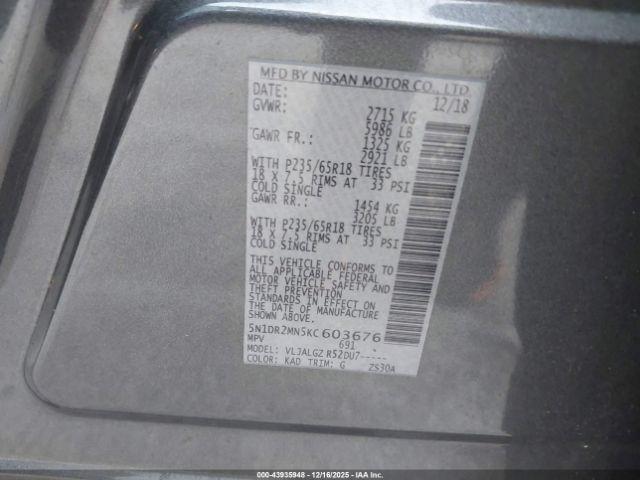 MFD BY NISSAN MOTOR CO., LTD.
DATE: 12/18
GVWR: 2715 KG
5986 LB
GAWR FR.: 1325 KG
2921 LB
WITH P235/65R18 TIRES
18 X 7.5 RIMS AT 33 PSI
COLD SINGLE
GAWR RR.: 1454 KG
3205 LB
WITH P235/65R18 TIRES
18 X 7.5 RIMS AT 33 PSI
COLD SINGLE
THIS VEHICLE CONFORMS TO
ALL APPLICABLE FEDERAL
MOTOR VEHICLE SAFETY AND
THEFT PREVENTION
STANDARDS IN EFFECT ON
THE DATE OF MANUFACTURE
SHOWN ABOVE.
5N1DR2MN5KC603676
MPV 691
MODEL: VLJALGZ R52DU7-----
COLOR: KAD TRIM: G ZS30A
000-43935948 - 12/16/2025 - IAA, Inc.